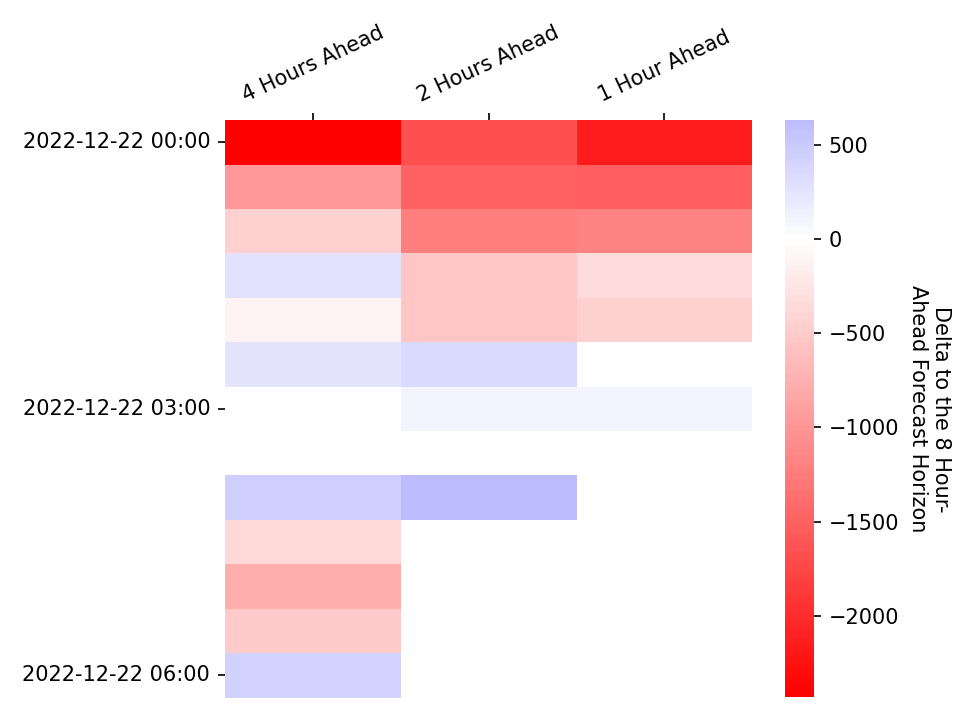 4 Hours Ahead
2 Hours Ahead
1 Hour Ahead
2022-12-22 00:00
2022-12-22 03:00
2022-12-22 06:00
500
0
−500
−1000
−1500
−2000
Delta to the 8 Hour-
Ahead Forecast Horizon